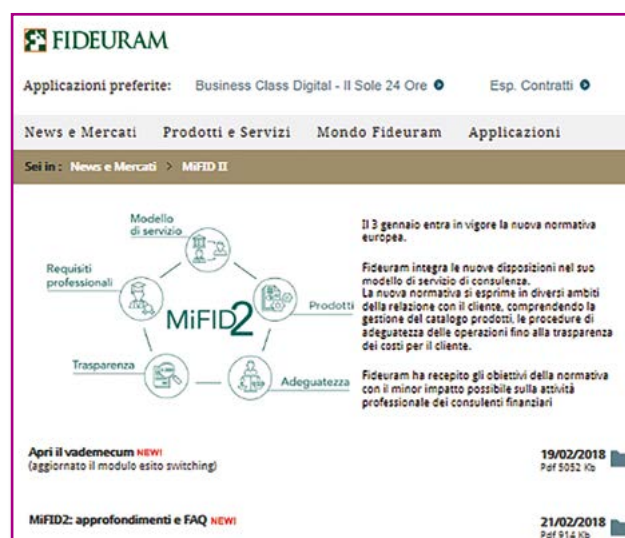 FIDEURAM
Applicazioni preferite: Business Class Digital - Il Sole 24 Ore Esp. Contratti
News e Mercati Prodotti e Servizi Mondo Fideuram Applicazioni
Sei in : News e Mercati > MiFID II
Modello
di servizio
Requisiti
professionali
MiFID2
Prodotti
Trasparenza
Adeguatezza
Il 3 gennaio entra in vigore la nuova normativa
europea.
Fideuram integra le nuove disposizioni nel suo
modello di servizio di consulenza.
La nuova normativa si esprime in diversi ambiti
della relazione con il cliente, comprendendo la
gestione del catalogo prodotti, le procedure di
adeguatezza delle operazioni fino alla trasparenza
dei costi per il cliente.
Fideuram ha recepito gli obiettivi della normativa
con il minor impatto possibile sulla attività
professionale dei consulenti finanziari
Apri il vademecum NEW!
(aggiornato il modulo esito switching)
19/02/2018
Pdf 5052 Kb
MiFID2: approfondimenti e FAQ NEW!
21/02/2018
Pdf 914 Kb